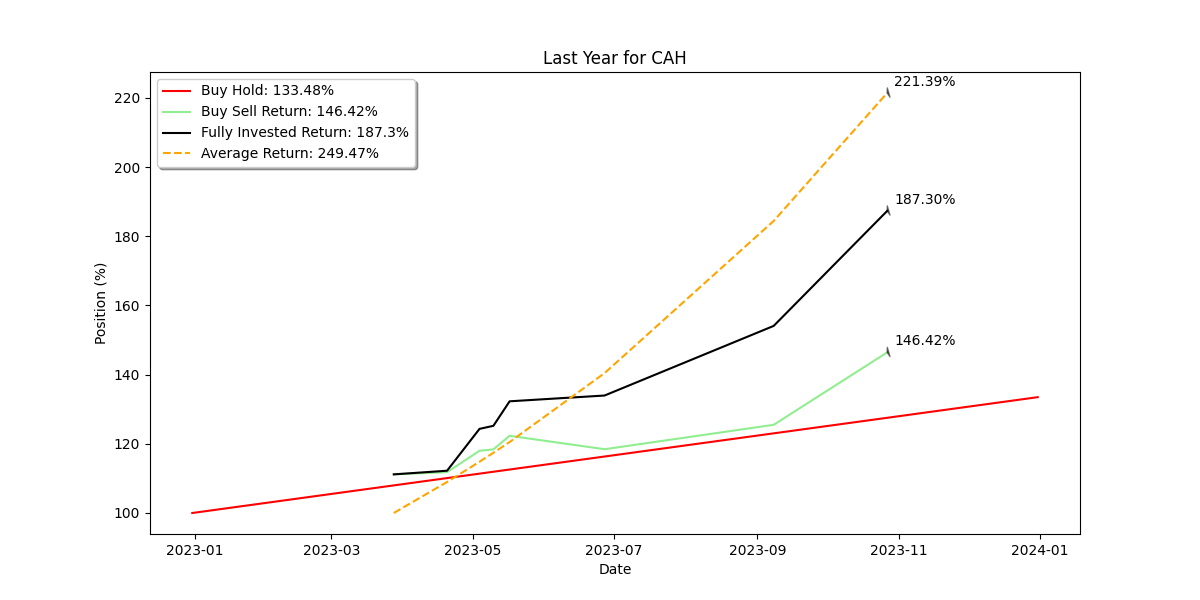 Last Year for CAH
Buy Hold: 133.48%
Buy Sell Return: 146.42%
Fully Invested Return: 187.3%
Average Return: 249.47%
221.39%
187.30%
146.42%
220
200
180
160
140
120
100
Position (%)
2023-01 2023-03 2023-05 2023-07 2023-09 2023-11 2024-01
Date